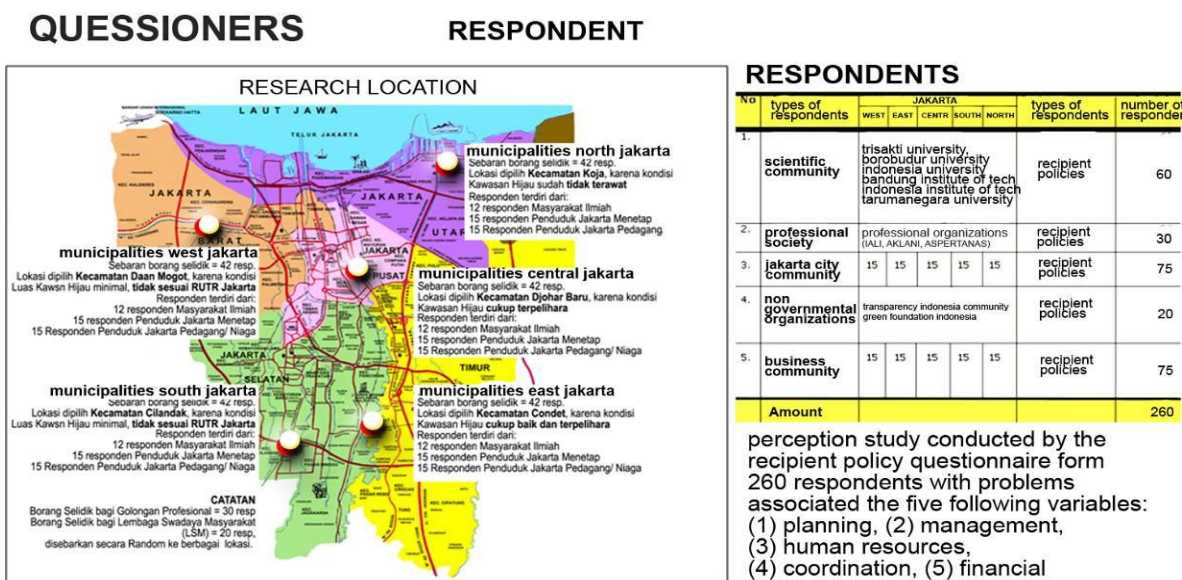 QUESSIONERS
RESPONDENT
RESEARCH LOCATION
LAUT JAWA
TELUK JAKARTA
municipalities north jakarta
Sebaran borang selidik = 42 resp.
Lokasi dipilih Kecamatan Koja, karena kondisi
Kawasan Hijau sudah tidak terawat
Responden terdiri dari:
12 responden Masyarakat Ilmiah
15 responden Penduduk Jakarta Menetap
15 Responden Penduduk Jakarta Pedagang
JAKARTA
BARAT
JAKARTA
UTAR
JAKARTA
PUSAT
municipalities west jakarta
Sebaran borang selidik = 42 resp.
Lokasi dipilih Kecamatan Daan Mogot, karena kondisi
Luas Kawsn Hijau minimal, tidak sesuai RUTR Jakarta
Responden terdiri dari:
12 responden Masyarakat Ilmiah
15 responden Penduduk Jakarta Menetap
15 Responden Penduduk Jakarta Pedagang/ Niaga
municipalities central jakarta
Sebaran borang selidik = 42 resp.
Lokasi dipilih Kecamatan Djohar Baru, karena kondisi
Kawasan Hijau cukup terpelihara
Responden terdiri dari:
12 responden Masyarakat Ilmiah
15 responden Penduduk Jakarta Menetap
15 Responden Penduduk Jakarta Pedagang/ Niaga
JAKARTA
SELATAN
TIMUR
municipalities south jakarta
Sebaran borang selidik = 42 resp.
Lokasi dipilih Kecamatan Cilandak, karena kondisi
Luas Kawsn Hijau minimal, tidak sesuai RUTR Jakarta
Responden terdiri dari:
12 responden Masyarakat Ilmiah
15 responden Penduduk Jakarta Menetap
15 Responden Penduduk Jakarta Pedagang/ Niaga
municipalities east jakarta
Sebaran borang selidik = 42 resp.
Lokasi dipilih Kecamatan Condet, karena kondisi
Kawasan Hijau cukup baik dan terpelihara
Responden terdiri dari:
12 responden Masyarakat Ilmiah
15 responden Penduduk Jakarta Menetap
15 Responden Penduduk Jakarta Pedagang/ Niaga
CATATAN
Borang Selidik bagi Golongan Profesional = 30 resp
Borang Selidik bagi Lembaga Swadaya Masyarakat
(LSM) = 20 resp,
disebarkan secara Random ke berbagai lokasi.
RESPONDENTS
No types of respondents JAKARTA types of respondents number of responden
WEST EAST CENTR SOUTH NORTH
1. scientific community
trisakti university,
borobudur university
indonesia university
bandung institute of tech
indonesia institute of tech
tarumanegara university
recipient policies 60
2. professional society
professional organizations
(IALI, AKLANI, ASPERTANAS)
recipient policies 30
3. jakarta city community 15 15 15 15 15 recipient policies 75
4. non governmental organizations
transparency indonesia community
green foundation indonesia
recipient policies 20
5. business community 15 15 15 15 15 recipient policies 75
Amount 260
perception study conducted by the
recipient policy questionnaire form
260 respondents with problems
associated the five following variables:
(1) planning, (2) management,
(3) human resources,
(4) coordination, (5) financial